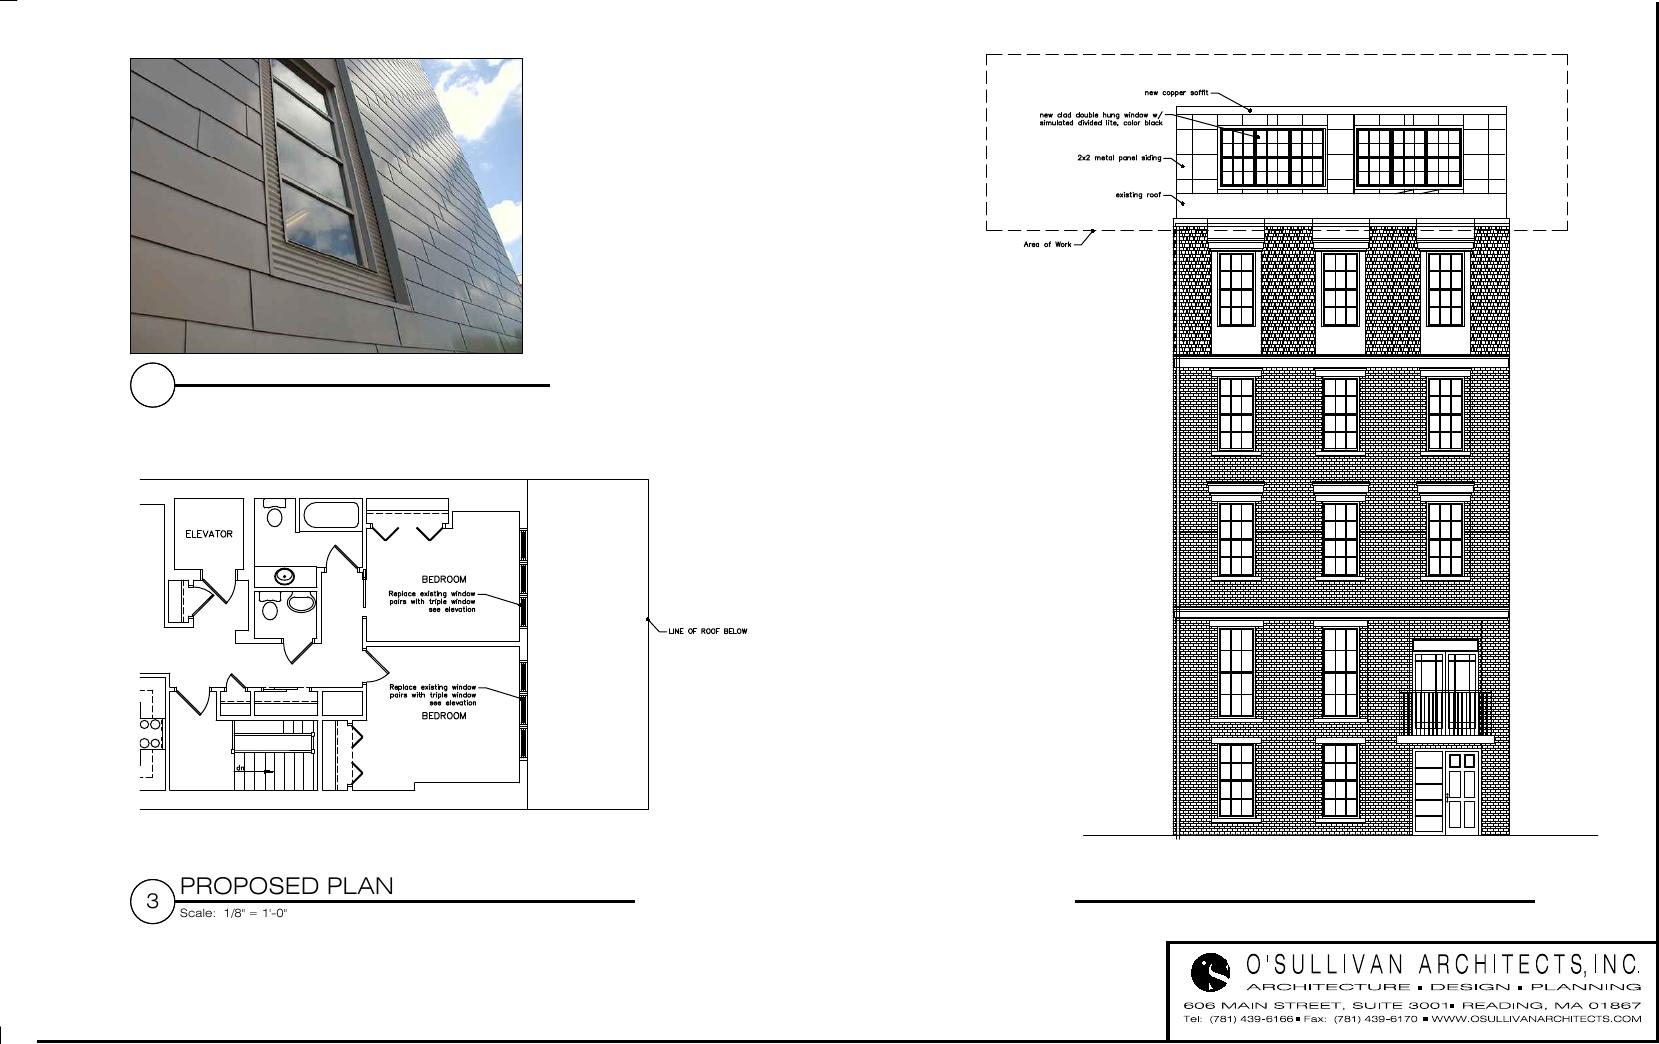 new copper soffit
new clad double hung window w/
simulated divided lite, color black
2x2 metal panel siding
existing roof
Area of Work
ELEVATOR
BEDROOM
Replace existing window
pairs with triple window
see elevation
LINE OF ROOF BELOW
Replace existing window
pairs with triple window
see elevation
BEDROOM
dn
3
PROPOSED PLAN
Scale: 1/8" = 1'-0"
O'SULLIVAN ARCHITECTS, INC.
ARCHITECTURE ▪ DESIGN ▪ PLANNING
606 MAIN STREET, SUITE 3001▪ READING, MA 01867
Tel: (781) 439-6166 ▪ Fax: (781) 439-6170 ▪ WWW.OSULLIVANARCHITECTS.COM